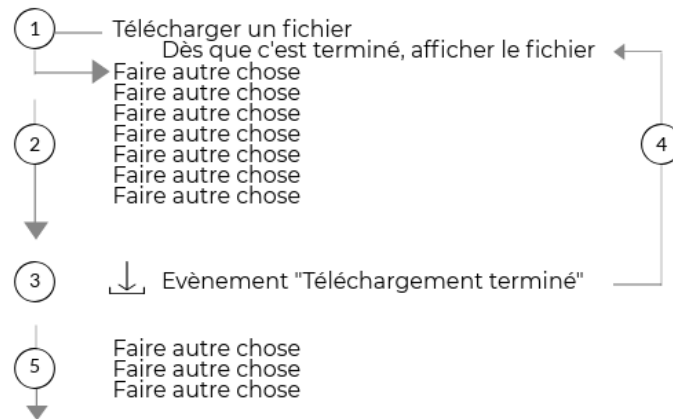 1
Télécharger un fichier
Dès que c'est terminé, afficher le fichier
Faire autre chose
Faire autre chose
Faire autre chose
Faire autre chose
Faire autre chose
Faire autre chose
Faire autre chose
2
4
3
Evènement "Téléchargement terminé"
5
Faire autre chose
Faire autre chose
Faire autre chose